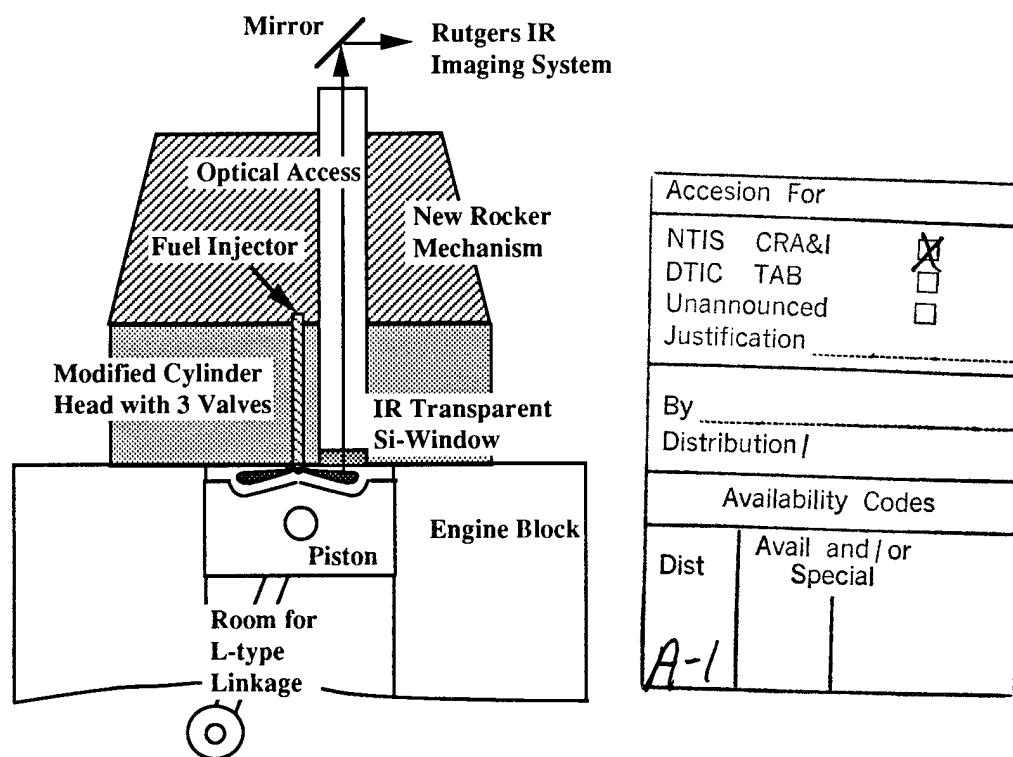 Mirror
Rutgers IR
Imaging System
Optical Access
New Rocker
Mechanism
Fuel Injector
Modified Cylinder
Head with 3 Valves
IR Transparent
Si-Window
Engine Block
Piston
Room for
L-type
Linkage
Accesion For
NTIS CRA&I X
DTIC TAB
Unannounced
Justification
By
Distribution /
Availability Codes
Dist
Avail and / or
Special
A-1